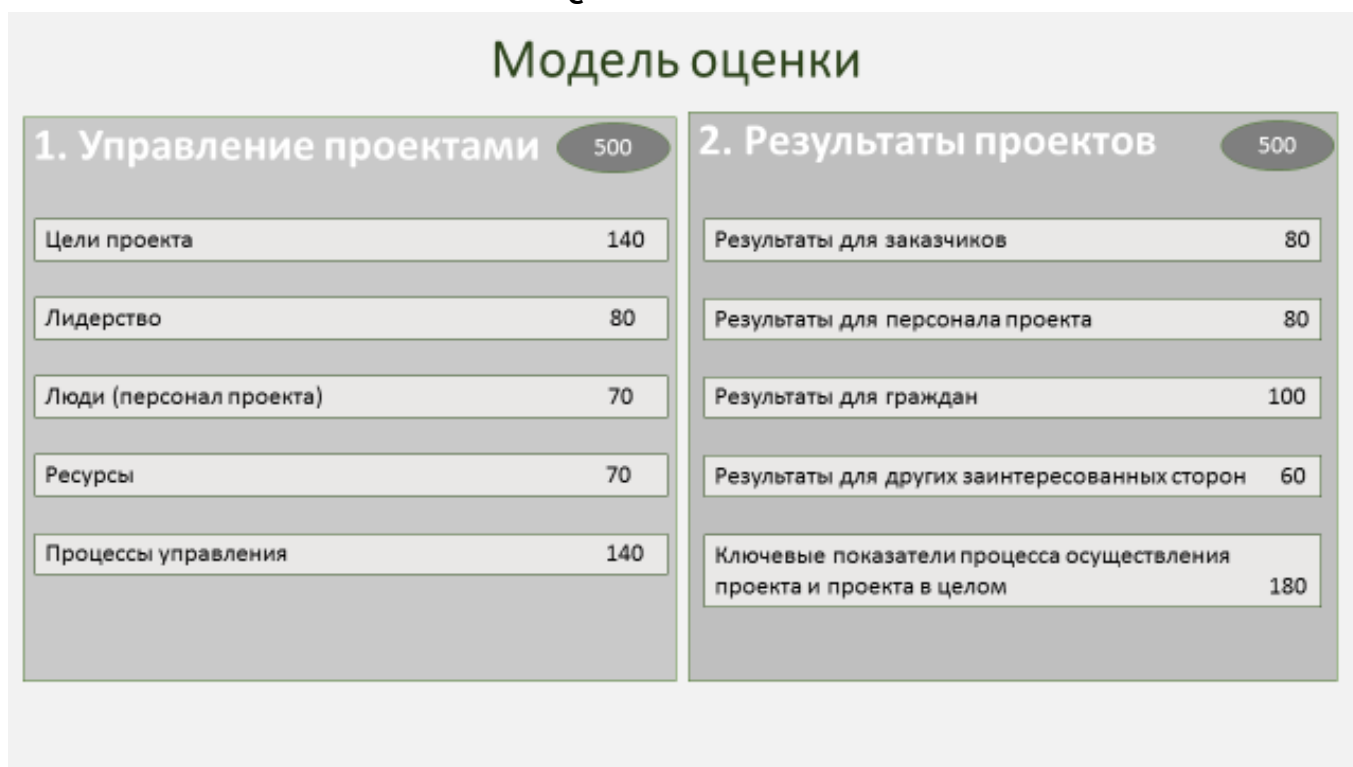 Модель оценки
1. Управление проектами 500
Цели проекта 140
Лидерство 80
Люди (персонал проекта) 70
Ресурсы 70
Процессы управления 140
2. Результаты проектов 500
Результаты для заказчиков 80
Результаты для персонала проекта 80
Результаты для граждан 100
Результаты для других заинтересованных сторон 60
Ключевые показатели процесса осуществления
проекта и проекта в целом 180